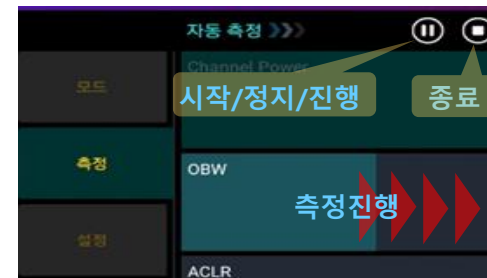 자동 측정 》》》
Channel Power
모드
시작/정지/진행
종료
측정
OBW
측정진행
설정
ACLR